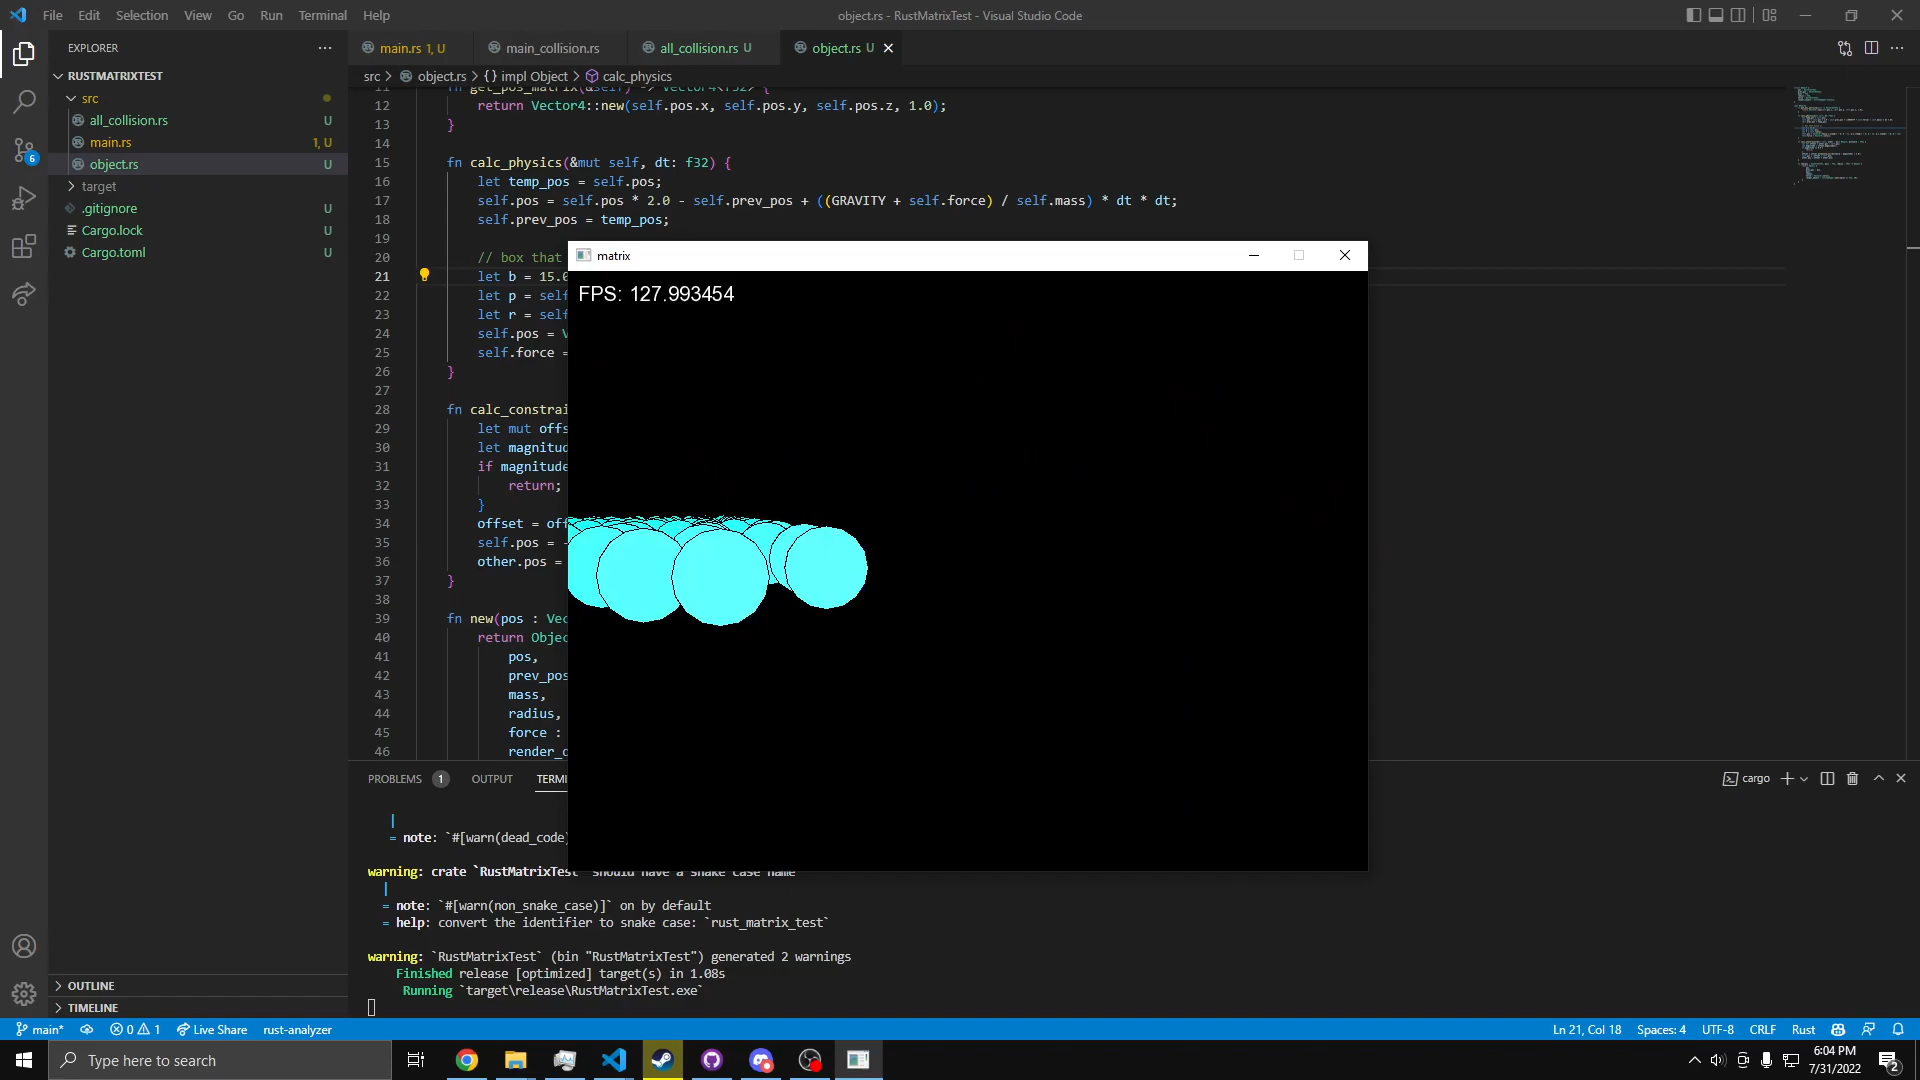 File Edit Selection View Go Run Terminal Help
object.rs - RustMatrixTest - Visual Studio Code
EXPLORER
main.rs 1, U
main_collision.rs
all_collision.rs U
object.rs U
RUSTMATRIXTEST
src > object.rs > {} impl Object > calc_physics
src
all_collision.rs U
main.rs 1, U
object.rs U
target
.gitignore U
Cargo.lock U
Cargo.toml U
11 fn get_pos_matrix(&self) -> Vector4<f32> {
12 return Vector4::new(self.pos.x, self.pos.y, self.pos.z, 1.0);
13 }
14
15 fn calc_physics(&mut self, dt: f32) {
16 let temp_pos = self.pos;
17 self.pos = self.pos * 2.0 - self.prev_pos + ((GRAVITY + self.force) / self.mass) * dt * dt;
18 self.prev_pos = temp_pos;
19
20 // box that
21 let b = 15.0
22 let p = self
23 let r = self
24 self.pos = V
25 self.force =
26 }
27
28 fn calc_constrai
29 let mut offs
30 let magnitud
31 if magnitude
32 return;
33 }
34 offset = off
35 self.pos = -
36 other.pos =
37 }
38
39 fn new(pos : Vec
40 return Objec
41 pos,
42 prev_pos
43 mass,
44 radius,
45 force :
46 render_c
matrix
FPS: 127.993454
PROBLEMS 1 OUTPUT TERMI
cargo
|
= note: `#[warn(dead_code)
warning: crate `RustMatrixTest` should have a snake case name
|
= note: `#[warn(non_snake_case)]` on by default
= help: convert the identifier to snake case: `rust_matrix_test`
warning: `RustMatrixTest` (bin "RustMatrixTest") generated 2 warnings
Finished release [optimized] target(s) in 1.08s
Running `target\release\RustMatrixTest.exe`
OUTLINE
TIMELINE
6
main* 0 1 Live Share rust-analyzer
Ln 21, Col 18 Spaces: 4 UTF-8 CRLF Rust
Type here to search
6:04 PM
7/31/2022
2